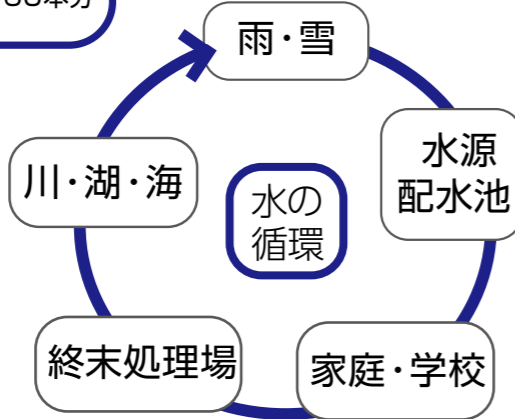 雨・雪
水源
配水池
川・湖・海
水の
循環
終末処理場
家庭・学校